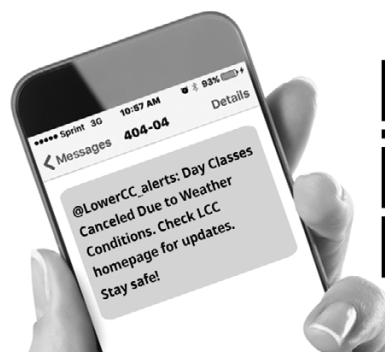 ●●●●● Sprint 3G 10:57 AM 93%
Messages 404-04 Details
@LowerCC_alerts: Day Classes
Canceled Due to Weather
Conditions. Check LCC
homepage for updates.
Stay safe!